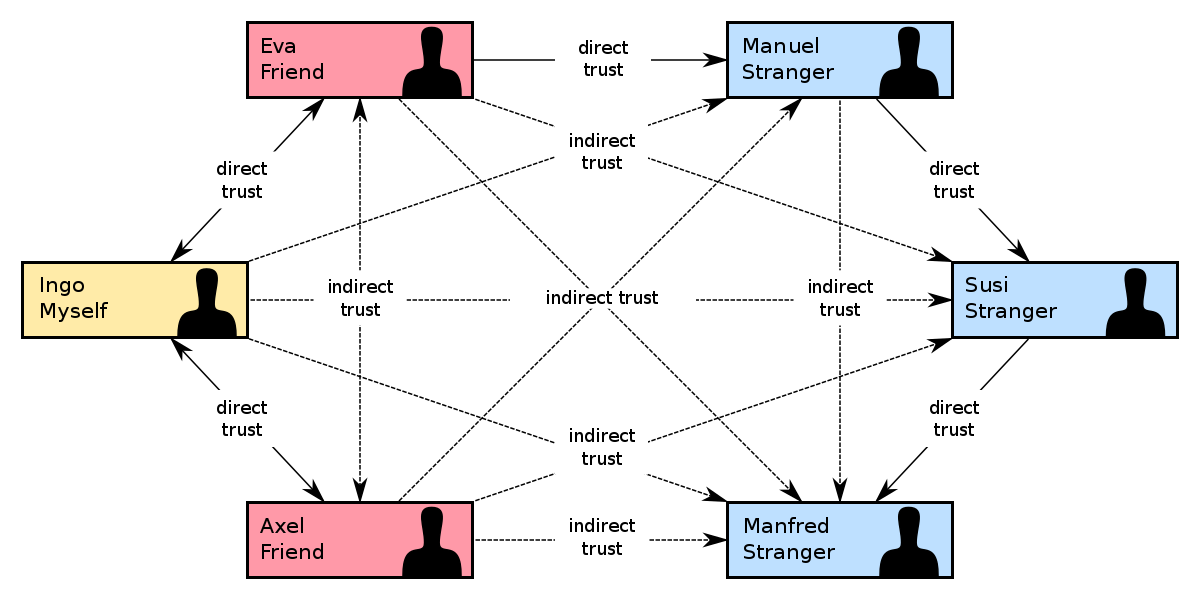 Eva
Friend
direct
trust
Manuel
Stranger
indirect
trust
direct
trust
direct
trust
Ingo
Myself
indirect
trust
indirect trust
indirect
trust
Susi
Stranger
direct
trust
indirect
trust
direct
trust
Axel
Friend
indirect
trust
Manfred
Stranger